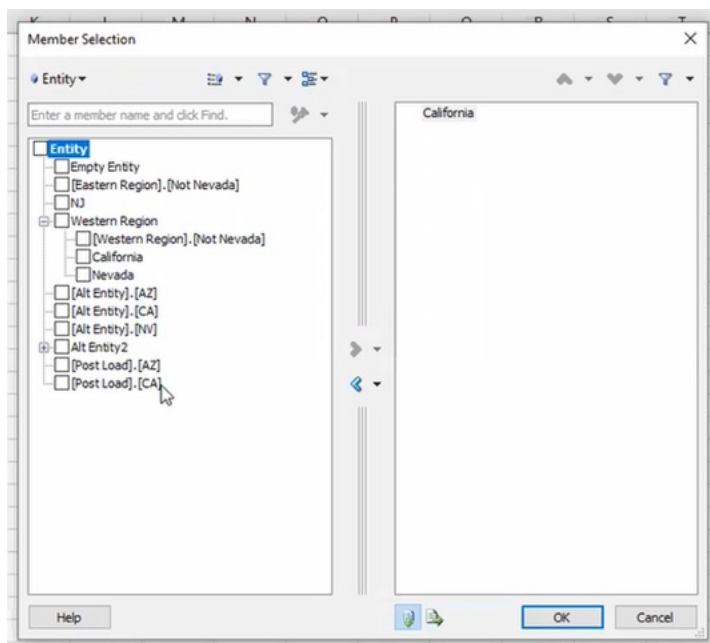 K L M N O P Q R S T
Member Selection
Entity
Enter a member name and click Find.
California
Entity
Empty Entity
[Eastern Region].[Not Nevada]
NJ
Western Region
[Western Region].[Not Nevada]
California
Nevada
[Alt Entity].[AZ]
[Alt Entity].[CA]
[Alt Entity].[NV]
Alt Entity2
[Post Load].[AZ]
[Post Load].[CA]
Help
OK
Cancel